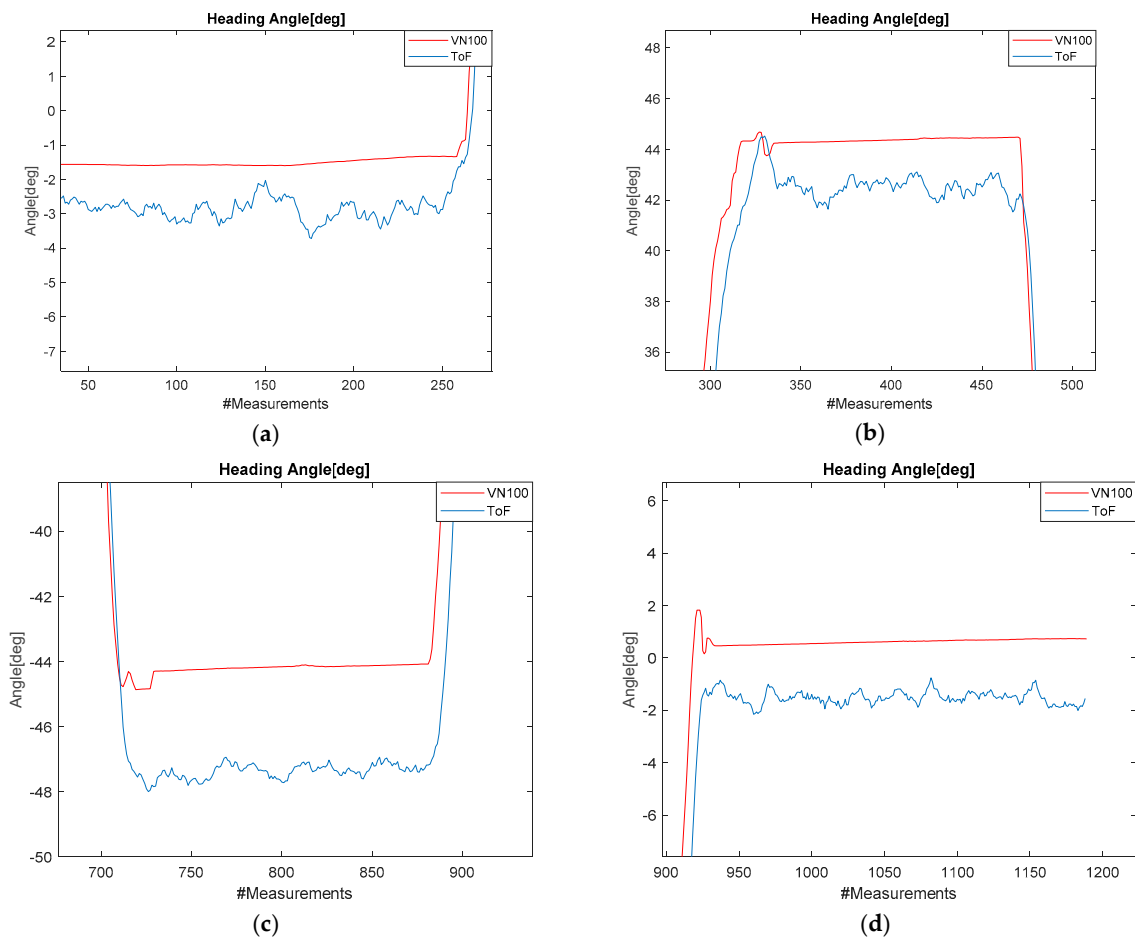 Heading Angle[deg]
VN100
ToF
2
1
0
-1
-2
-3
-4
-5
-6
-7
Angle[deg]
50
100
150
200
250
#Measurements
(a)
Heading Angle[deg]
VN100
ToF
48
46
44
42
40
38
36
Angle[deg]
300
350
400
450
500
#Measurements
(b)
Heading Angle[deg]
VN100
ToF
-40
-42
-44
-46
-48
-50
Angle[deg]
700
750
800
850
900
#Measurements
(c)
Heading Angle[deg]
VN100
ToF
6
4
2
0
-2
-4
-6
Angle[deg]
900
950
1000
1050
1100
1150
1200
#Measurements
(d)